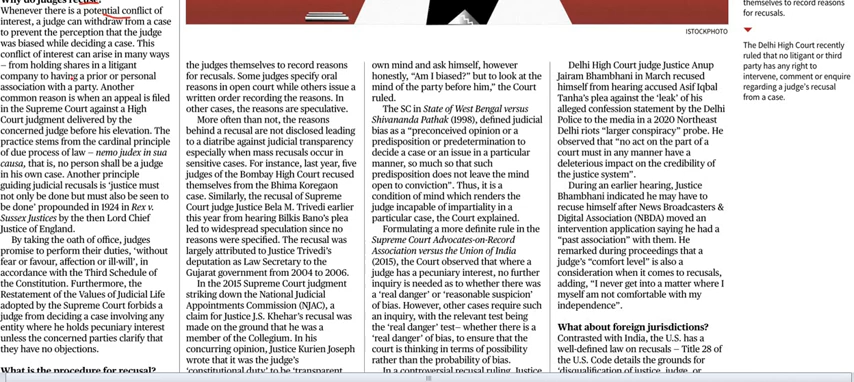 Why do judges recuse?
Whenever there is a potential conflict of
interest, a judge can withdraw from a case
to prevent the perception that the judge
was biased while deciding a case. This
conflict of interest can arise in many ways
– from holding shares in a litigant
company to having a prior or personal
association with a party. Another
common reason is when an appeal is filed
in the Supreme Court against a High
Court judgment delivered by the
concerned judge before his elevation. The
practice stems from the cardinal principle
of due process of law – nemo judex in sua
causa, that is, no person shall be a judge
in his own case. Another principle
guiding judicial recusals is ‘justice must
not only be done but must also be seen to
be done’ propounded in 1924 in Rex v.
Sussex Justices by the then Lord Chief
Justice of England.
By taking the oath of office, judges
promise to perform their duties, ‘without
fear or favour, affection or ill-will’, in
accordance with the Third Schedule of
the Constitution. Furthermore, the
Restatement of the Values of Judicial Life
adopted by the Supreme Court forbids a
judge from deciding a case involving any
entity where he holds pecuniary interest
unless the concerned parties clarify that
they have no objections.
What is the procedure for recusal?
the judges themselves to record reasons
for recusals. Some judges specify oral
reasons in open court while others issue a
written order recording the reasons. In
other cases, the reasons are speculative.
More often than not, the reasons
behind a recusal are not disclosed leading
to a diatribe against judicial transparency
especially when mass recusals occur in
sensitive cases. For instance, last year, five
judges of the Bombay High Court recused
themselves from the Bhima Koregaon
case. Similarly, the recusal of Supreme
Court judge Justice Bela M. Trivedi earlier
this year from hearing Bilkis Bano’s plea
led to widespread speculation since no
reasons were specified. The recusal was
largely attributed to Justice Trivedi’s
deputation as Law Secretary to the
Gujarat government from 2004 to 2006.
In the 2015 Supreme Court judgment
striking down the National Judicial
Appointments Commission (NJAC), a
claim for Justice J.S. Khehar’s recusal was
made on the ground that he was a
member of the Collegium. In his
concurring opinion, Justice Kurien Joseph
wrote that it was the judge’s
‘constitutional duty’ to be ‘transparent
ISTOCKPHOTO
own mind and ask himself, however
honestly, “Am I biased?” but to look at the
mind of the party before him,” the Court
ruled.
The SC in State of West Bengal versus
Shivananda Pathak (1998), defined judicial
bias as a “preconceived opinion or a
predisposition or predetermination to
decide a case or an issue in a particular
manner, so much so that such
predisposition does not leave the mind
open to conviction”. Thus, it is a
condition of mind which renders the
judge incapable of impartiality in a
particular case, the Court explained.
Formulating a more definite rule in the
Supreme Court Advocates-on-Record
Association versus the Union of India
(2015), the Court observed that where a
judge has a pecuniary interest, no further
inquiry is needed as to whether there was
a ‘real danger’ or ‘reasonable suspicion’
of bias. However, other cases require such
an inquiry, with the relevant test being
the ‘real danger’ test— whether there is a
‘real danger’ of bias, to ensure that the
court is thinking in terms of possibility
rather than the probability of bias.
In a controversial recusal ruling, Justice
Delhi High Court judge Justice Anup
Jairam Bhambhani in March recused
himself from hearing accused Asif Iqbal
Tanha’s plea against the ‘leak’ of his
alleged confession statement by the Delhi
Police to the media in a 2020 Northeast
Delhi riots “larger conspiracy” probe. He
observed that “no act on the part of a
court must in any manner have a
deleterious impact on the credibility of
the justice system”.
During an earlier hearing, Justice
Bhambhani indicated he may have to
recuse himself after News Broadcasters &
Digital Association (NBDA) moved an
intervention application saying he had a
“past association” with them. He
remarked during proceedings that a
judge’s “comfort level” is also a
consideration when it comes to recusals,
adding, “I never get into a matter where I
myself am not comfortable with my
independence”.
What about foreign jurisdictions?
Contrasted with India, the U.S. has a
well-defined law on recusals — Title 28 of
the U.S. Code details the grounds for
‘disqualification of justice, judge, or
themselves to record reasons
for recusals.
The Delhi High Court recently
ruled that no litigant or third
party has any right to
intervene, comment or enquire
regarding a judge’s recusal
from a case.